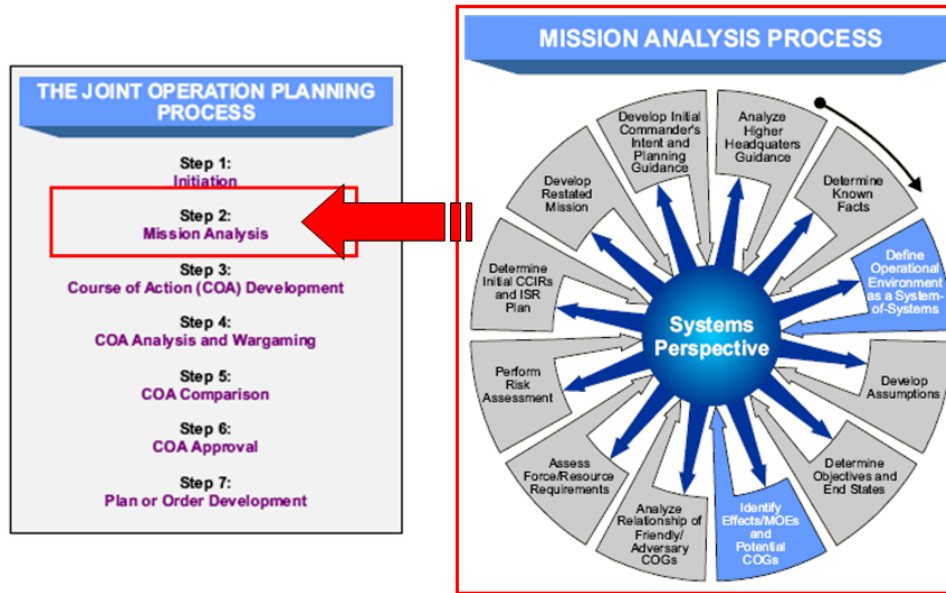 THE JOINT OPERATION PLANNING
PROCESS
Step 1:
Initiation
Step 2:
Mission Analysis
Step 3:
Course of Action (COA) Development
Step 4:
COA Analysis and Wargaming
Step 5:
COA Comparison
Step 6:
COA Approval
Step 7:
Plan or Order Development
MISSION ANALYSIS PROCESS
Analyze
Higher
Headquaters
Guidance
Determine
Known
Facts
Define
Operational
Environment
as a System-
of-Systems
Develop
Assumptions
Determine
Objectives and
End States
Identify
Effects/MOEs
and
Potential
COGs
Analyze
Relationship of
Friendly/
Adversary
COGs
Assess
Force/Resource
Requirements
Perform
Risk
Assessment
Determine
Initial CCIRs
and ISR
Plan
Develop
Restated
Mission
Develop Initial
Commander's
Intent and
Planning
Guidance
Systems
Perspective